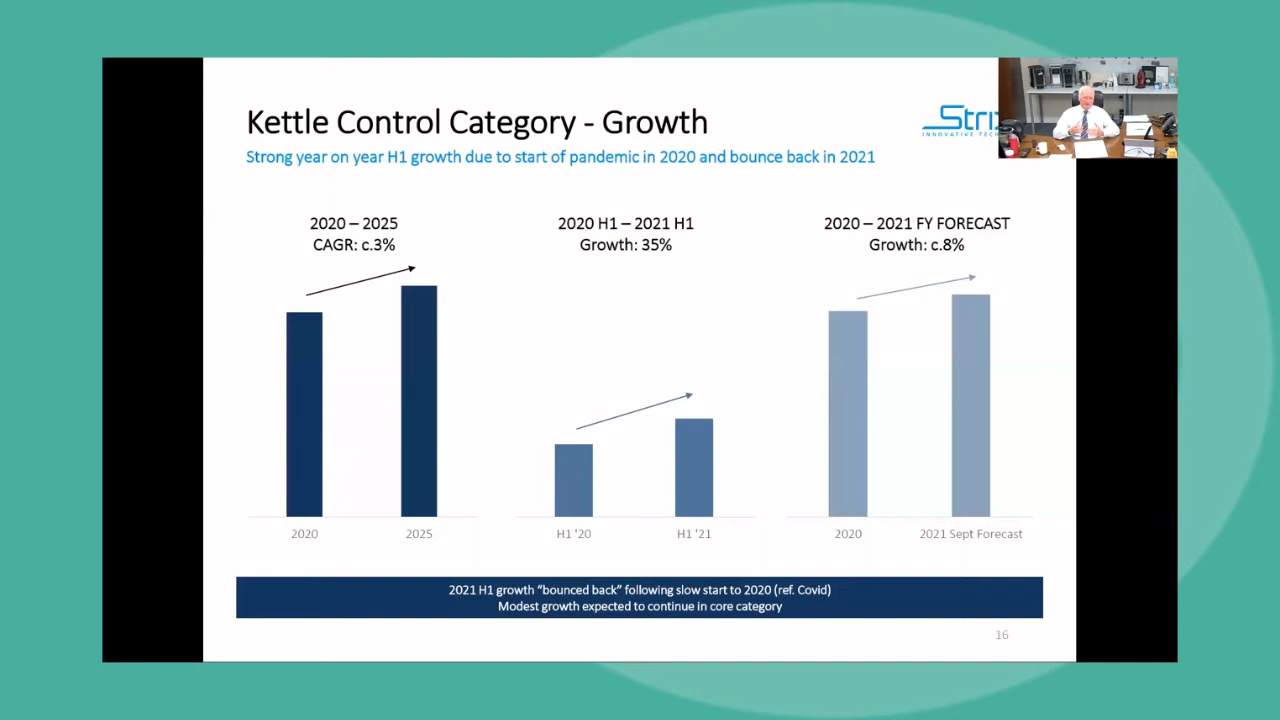 Kettle Control Category - Growth
Strix
INNOVATIVE TECH
Strong year on year H1 growth due to start of pandemic in 2020 and bounce back in 2021
2020 – 2025
CAGR: c.3%
2020 H1 – 2021 H1
Growth: 35%
2020 – 2021 FY FORECAST
Growth: c.8%
2020
2025
H1 '20
H1 '21
2020
2021 Sept Forecast
2021 H1 growth “bounced back” following slow start to 2020 (ref. Covid)
Modest growth expected to continue in core category
16